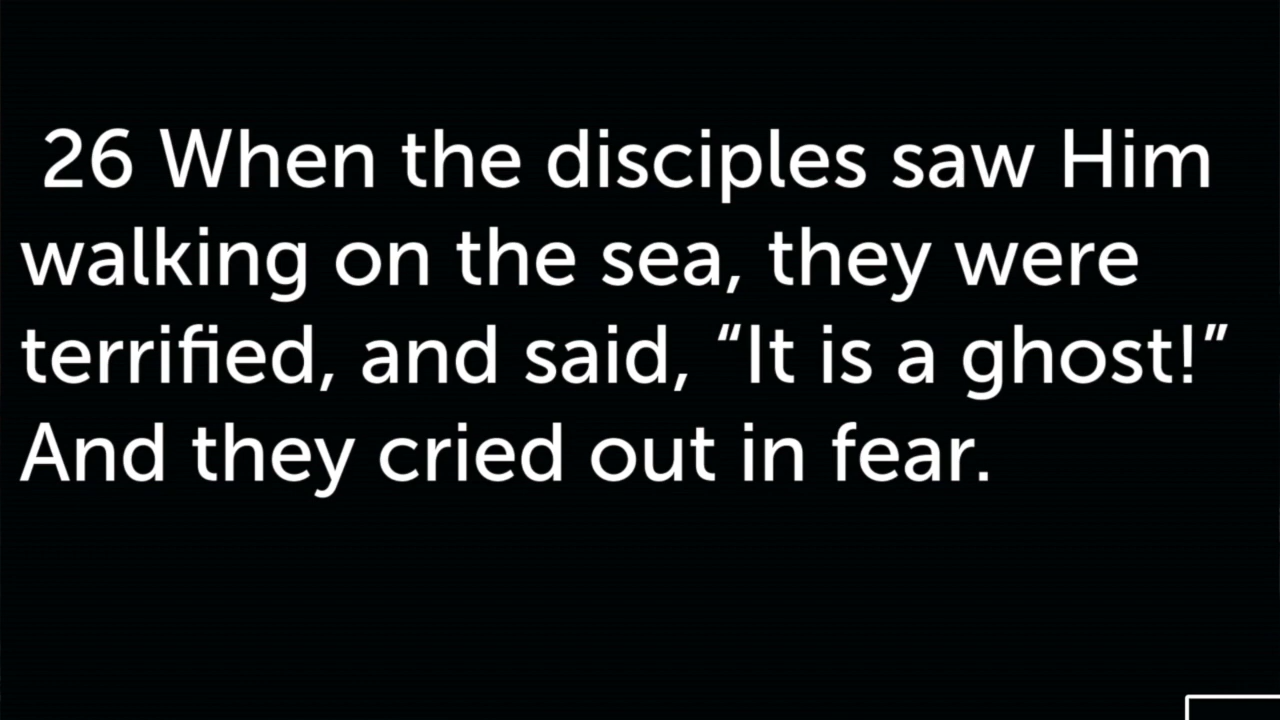 26 When the disciples saw Him
walking on the sea, they were
terrified, and said, “It is a ghost!”
And they cried out in fear.